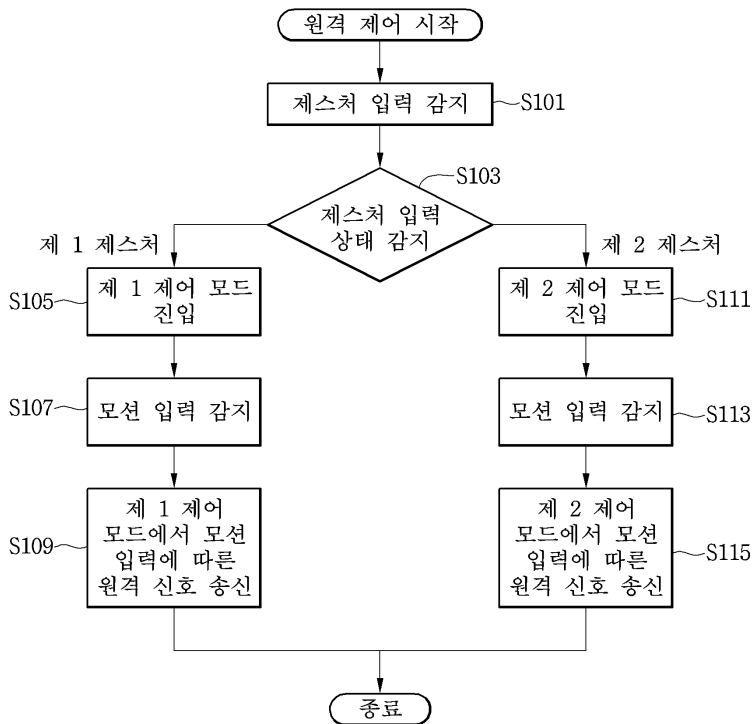 원격 제어 시작
제스처 입력 감지
S101
S103
제스처 입력
상태 감지
제 1 제스처
제 2 제스처
S105
제 1 제어 모드
진입
제 2 제어 모드
진입
S111
S107
모션 입력 감지
모션 입력 감지
S113
S109
제 1 제어
모드에서 모션
입력에 따른
원격 신호 송신
제 2 제어
모드에서 모션
입력에 따른
원격 신호 송신
S115
종료